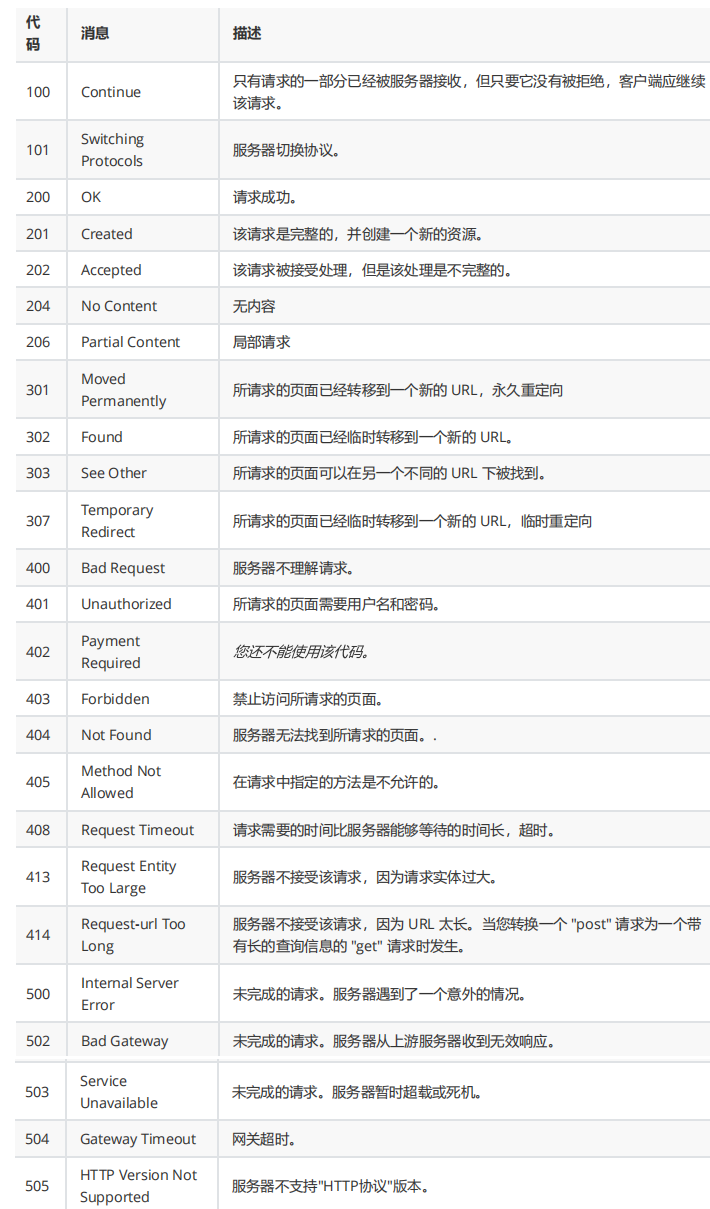 代
码
消息
描述
100
Continue
只有请求的一部分已经被服务器接收，但只要它没有被拒绝，客户端应继续
该请求。
101
Switching
Protocols
服务器切换协议。
200
OK
请求成功。
201
Created
该请求是完整的，并创建一个新的资源。
202
Accepted
该请求被接受处理，但是该处理是不完整的。
204
No Content
无内容
206
Partial Content
局部请求
301
Moved
Permanently
所请求的页面已经转移到一个新的 URL，永久重定向
302
Found
所请求的页面已经临时转移到一个新的 URL。
303
See Other
所请求的页面可以在另一个不同的 URL 下被找到。
307
Temporary
Redirect
所请求的页面已经临时转移到一个新的 URL，临时重定向
400
Bad Request
服务器不理解请求。
401
Unauthorized
所请求的页面需要用户名和密码。
402
Payment
Required
您还不能使用该代码。
403
Forbidden
禁止访问所请求的页面。
404
Not Found
服务器无法找到所请求的页面。.
405
Method Not
Allowed
在请求中指定的方法是不允许的。
408
Request Timeout
请求需要的时间比服务器能够等待的时间长，超时。
413
Request Entity
Too Large
服务器不接受该请求，因为请求实体过大。
414
Request-url Too
Long
服务器不接受该请求，因为 URL 太长。当您转换一个 "post" 请求为一个带
有长的查询信息的 "get" 请求时发生。
500
Internal Server
Error
未完成的请求。服务器遇到了一个意外的情况。
502
Bad Gateway
未完成的请求。服务器从上游服务器收到无效响应。
503
Service
Unavailable
未完成的请求。服务器暂时超载或死机。
504
Gateway Timeout
网关超时。
505
HTTP Version Not
Supported
服务器不支持"HTTP协议"版本。